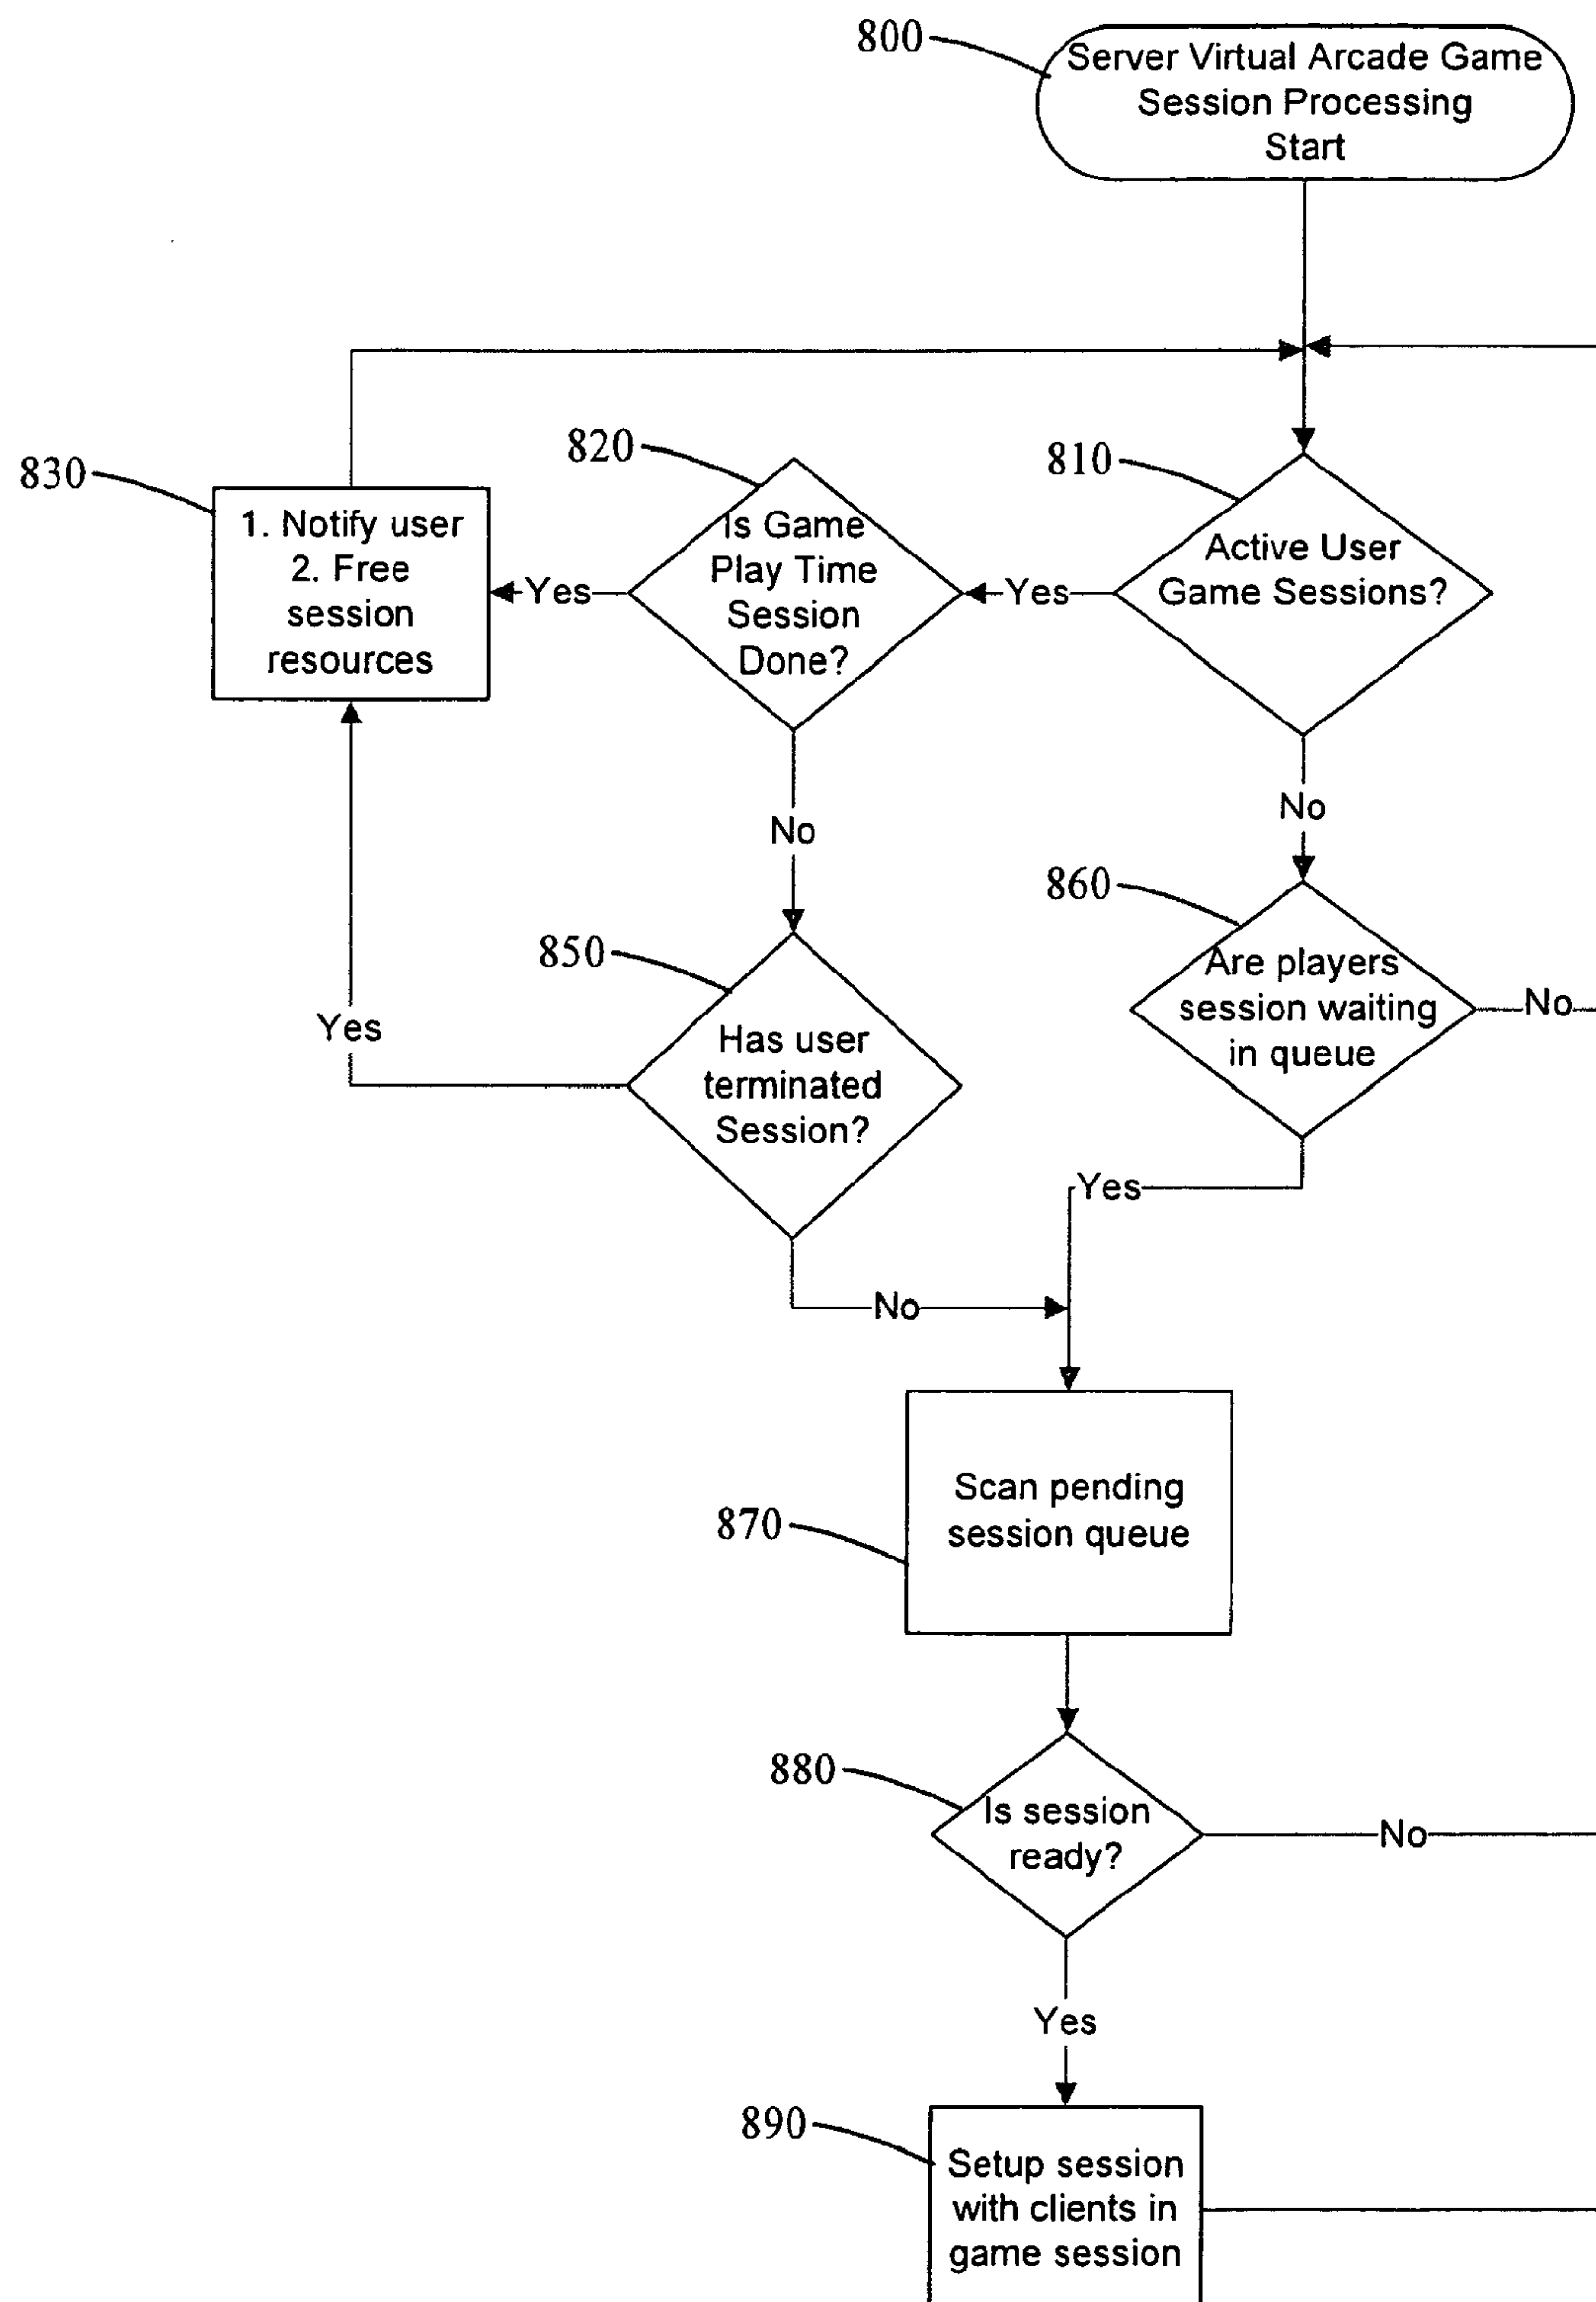 800
Server Virtual Arcade Game
Session Processing
Start
830
1. Notify user
2. Free
session
resources
Yes
820
Is Game
Play Time
Session
Done?
Yes
810
Active User
Game Sessions?
No
No
860
Are players
session waiting
in queue
No
Yes
850
Has user
terminated
Session?
Yes
No
870
Scan pending
session queue
880
Is session
ready?
No
Yes
890
Setup session
with clients in
game session